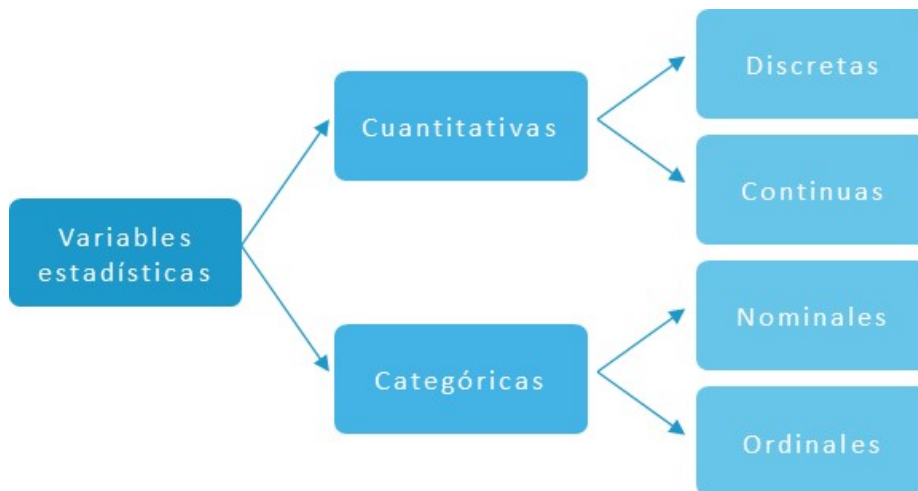 Variables
estadísticas
Cuantitativas
Discretas
Continuas
Categóricas
Nominales
Ordinales